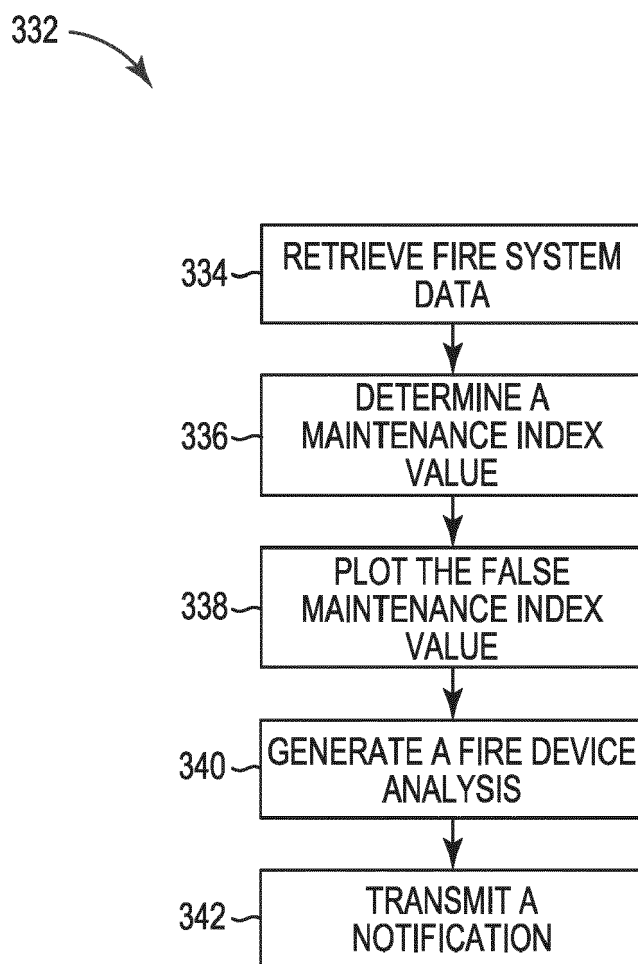 332
334
RETRIEVE FIRE SYSTEM
DATA
336
DETERMINE A
MAINTENANCE INDEX
VALUE
338
PLOT THE FALSE
MAINTENANCE INDEX
VALUE
340
GENERATE A FIRE DEVICE
ANALYSIS
342
TRANSMIT A
NOTIFICATION